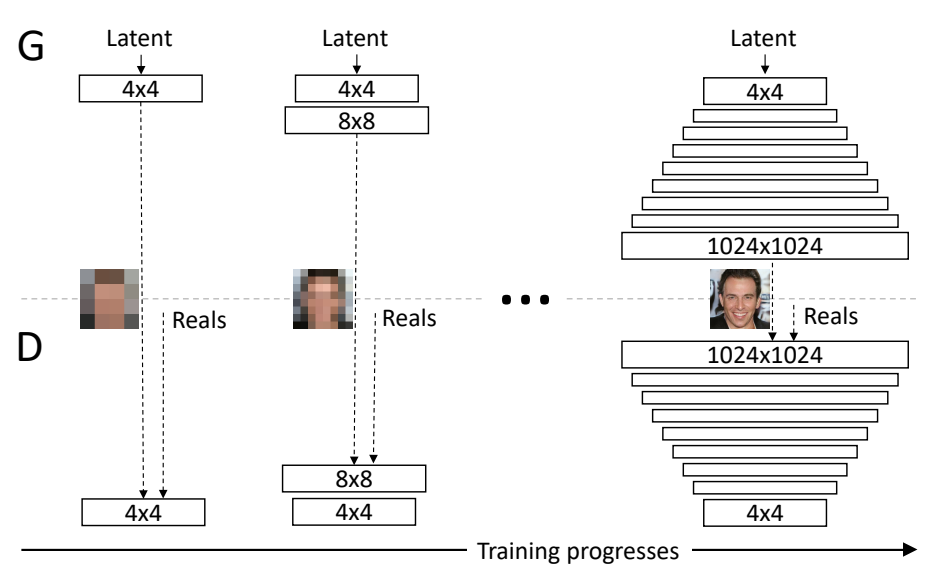 G
Latent
Latent
Latent
4x4
4x4
4x4
8x8
1024x1024
Reals
Reals
Reals
D
1024x1024
8x8
4x4
4x4
4x4
Training progresses